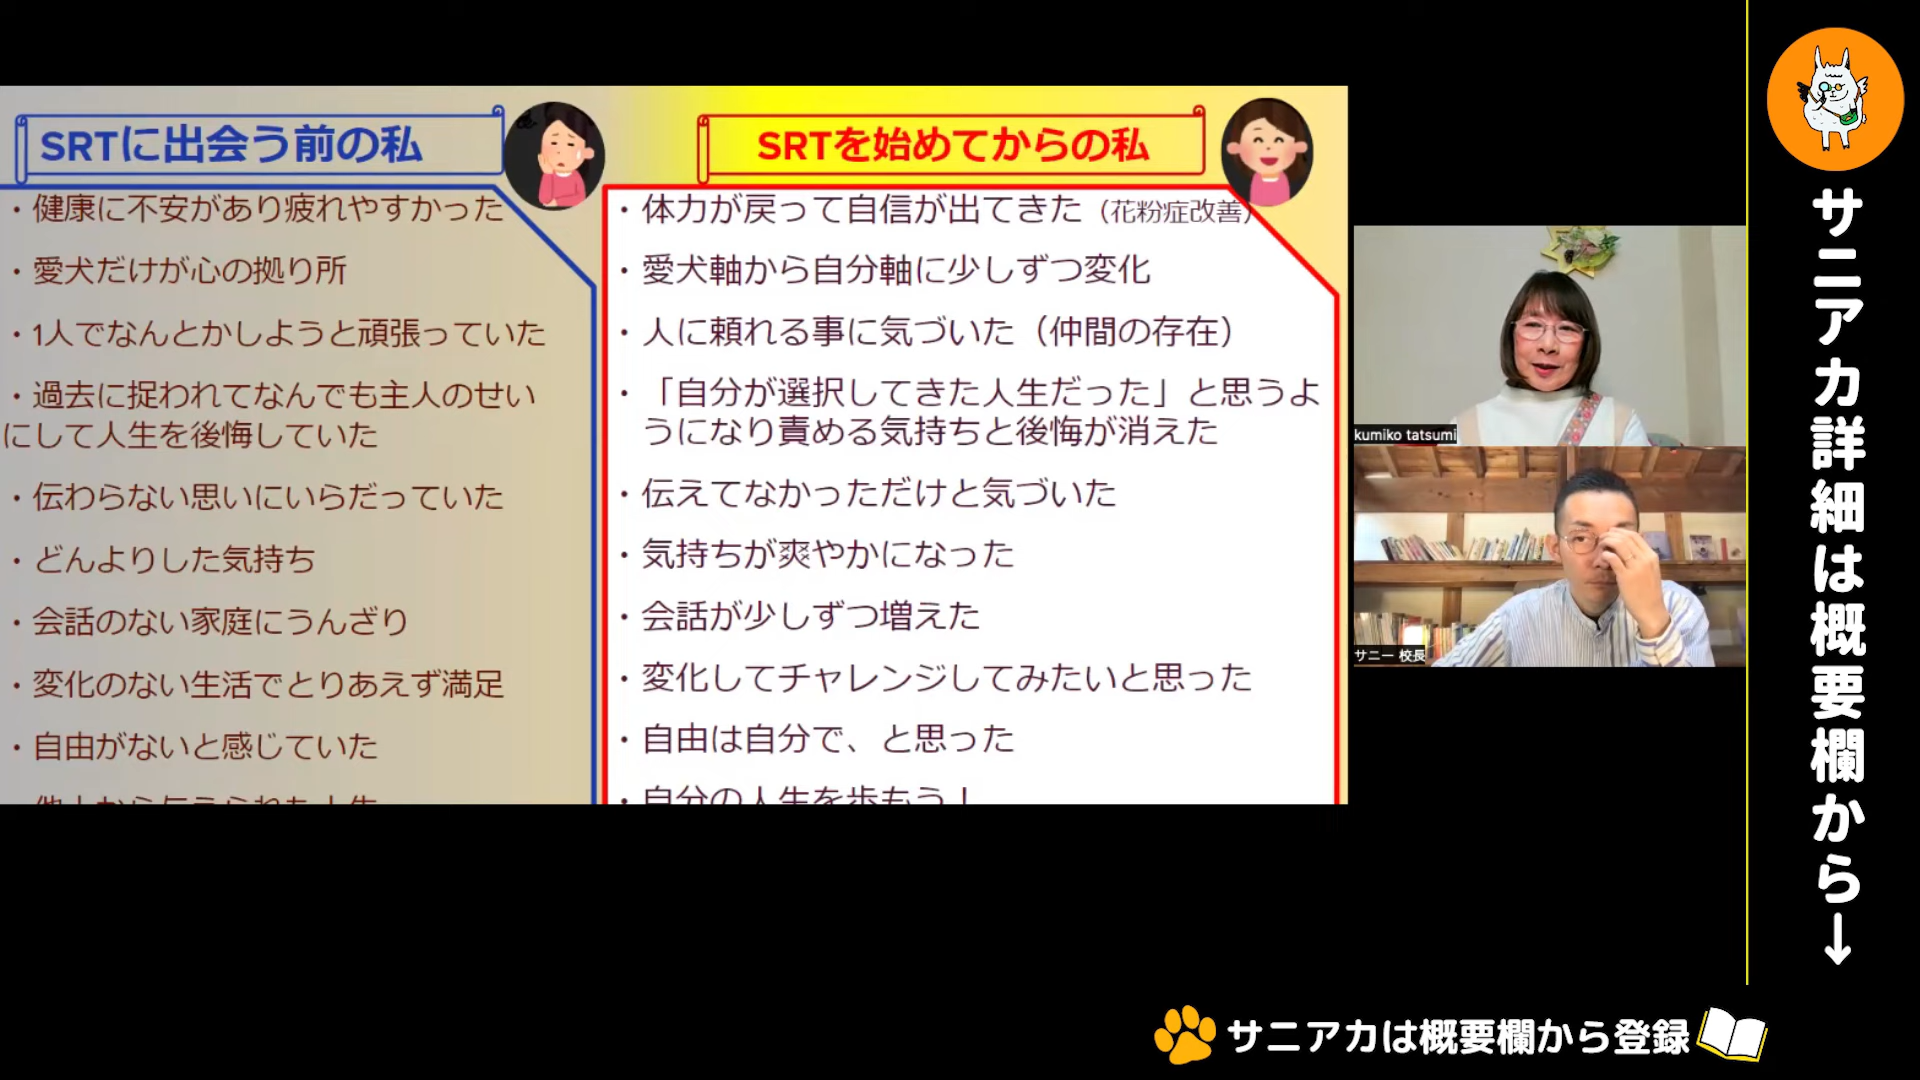 SRTに出会う前の私
・健康に不安があり疲れやすかった
・愛犬だけが心の拠り所
・1人でなんとかしようと頑張っていた
・過去に捉われてなんでも主人のせい
にして人生を後悔していた
・伝わらない思いにいらだっていた
・どんよりした気持ち
・会話のない家庭にうんざり
・変化のない生活でとりあえず満足
・自由がないと感じていた
SRTを始めてからの私
・体力が戻って自信が出てきた（花粉症改善）
・愛犬軸から自分軸に少しずつ変化
・人に頼れる事に気づいた（仲間の存在）
・「自分が選択してきた人生だった」と思うよ
うになり責める気持ちと後悔が消えた
・伝えてなかっただけと気づいた
・気持ちが爽やかになった
・会話が少しずつ増えた
・変化してチャレンジしてみたいと思った
・自由は自分で、と思った
・自分の人生を歩もう！
kumiko tatsumi
サニー 校長
サニアカ詳細は概要欄から↓
サニアカは概要欄から登録